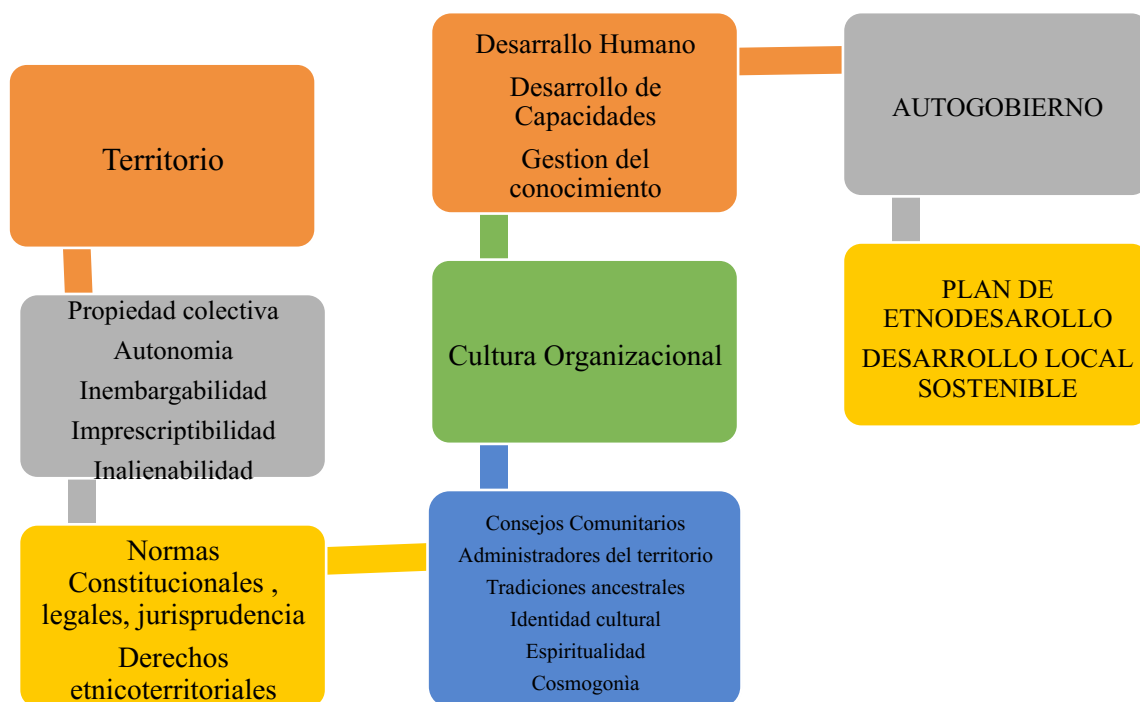 Territorio
Propiedad colectiva
Autonomia
Inembargabilidad
Imprescriptibilidad
Inalienabilidad
Normas
Constitucionales ,
legales, jurisprudencia
Derechos
etnicoterritoriales
Consejos Comunitarios
Administradores del territorio
Tradiciones ancestrales
Identidad cultural
Espiritualidad
Cosmogonìa
Cultura Organizacional
Desarrallo Humano
Desarrollo de
Capacidades
Gestion del
conocimiento
AUTOGOBIERNO
PLAN DE
ETNODESAROLLO
DESARROLLO LOCAL
SOSTENIBLE